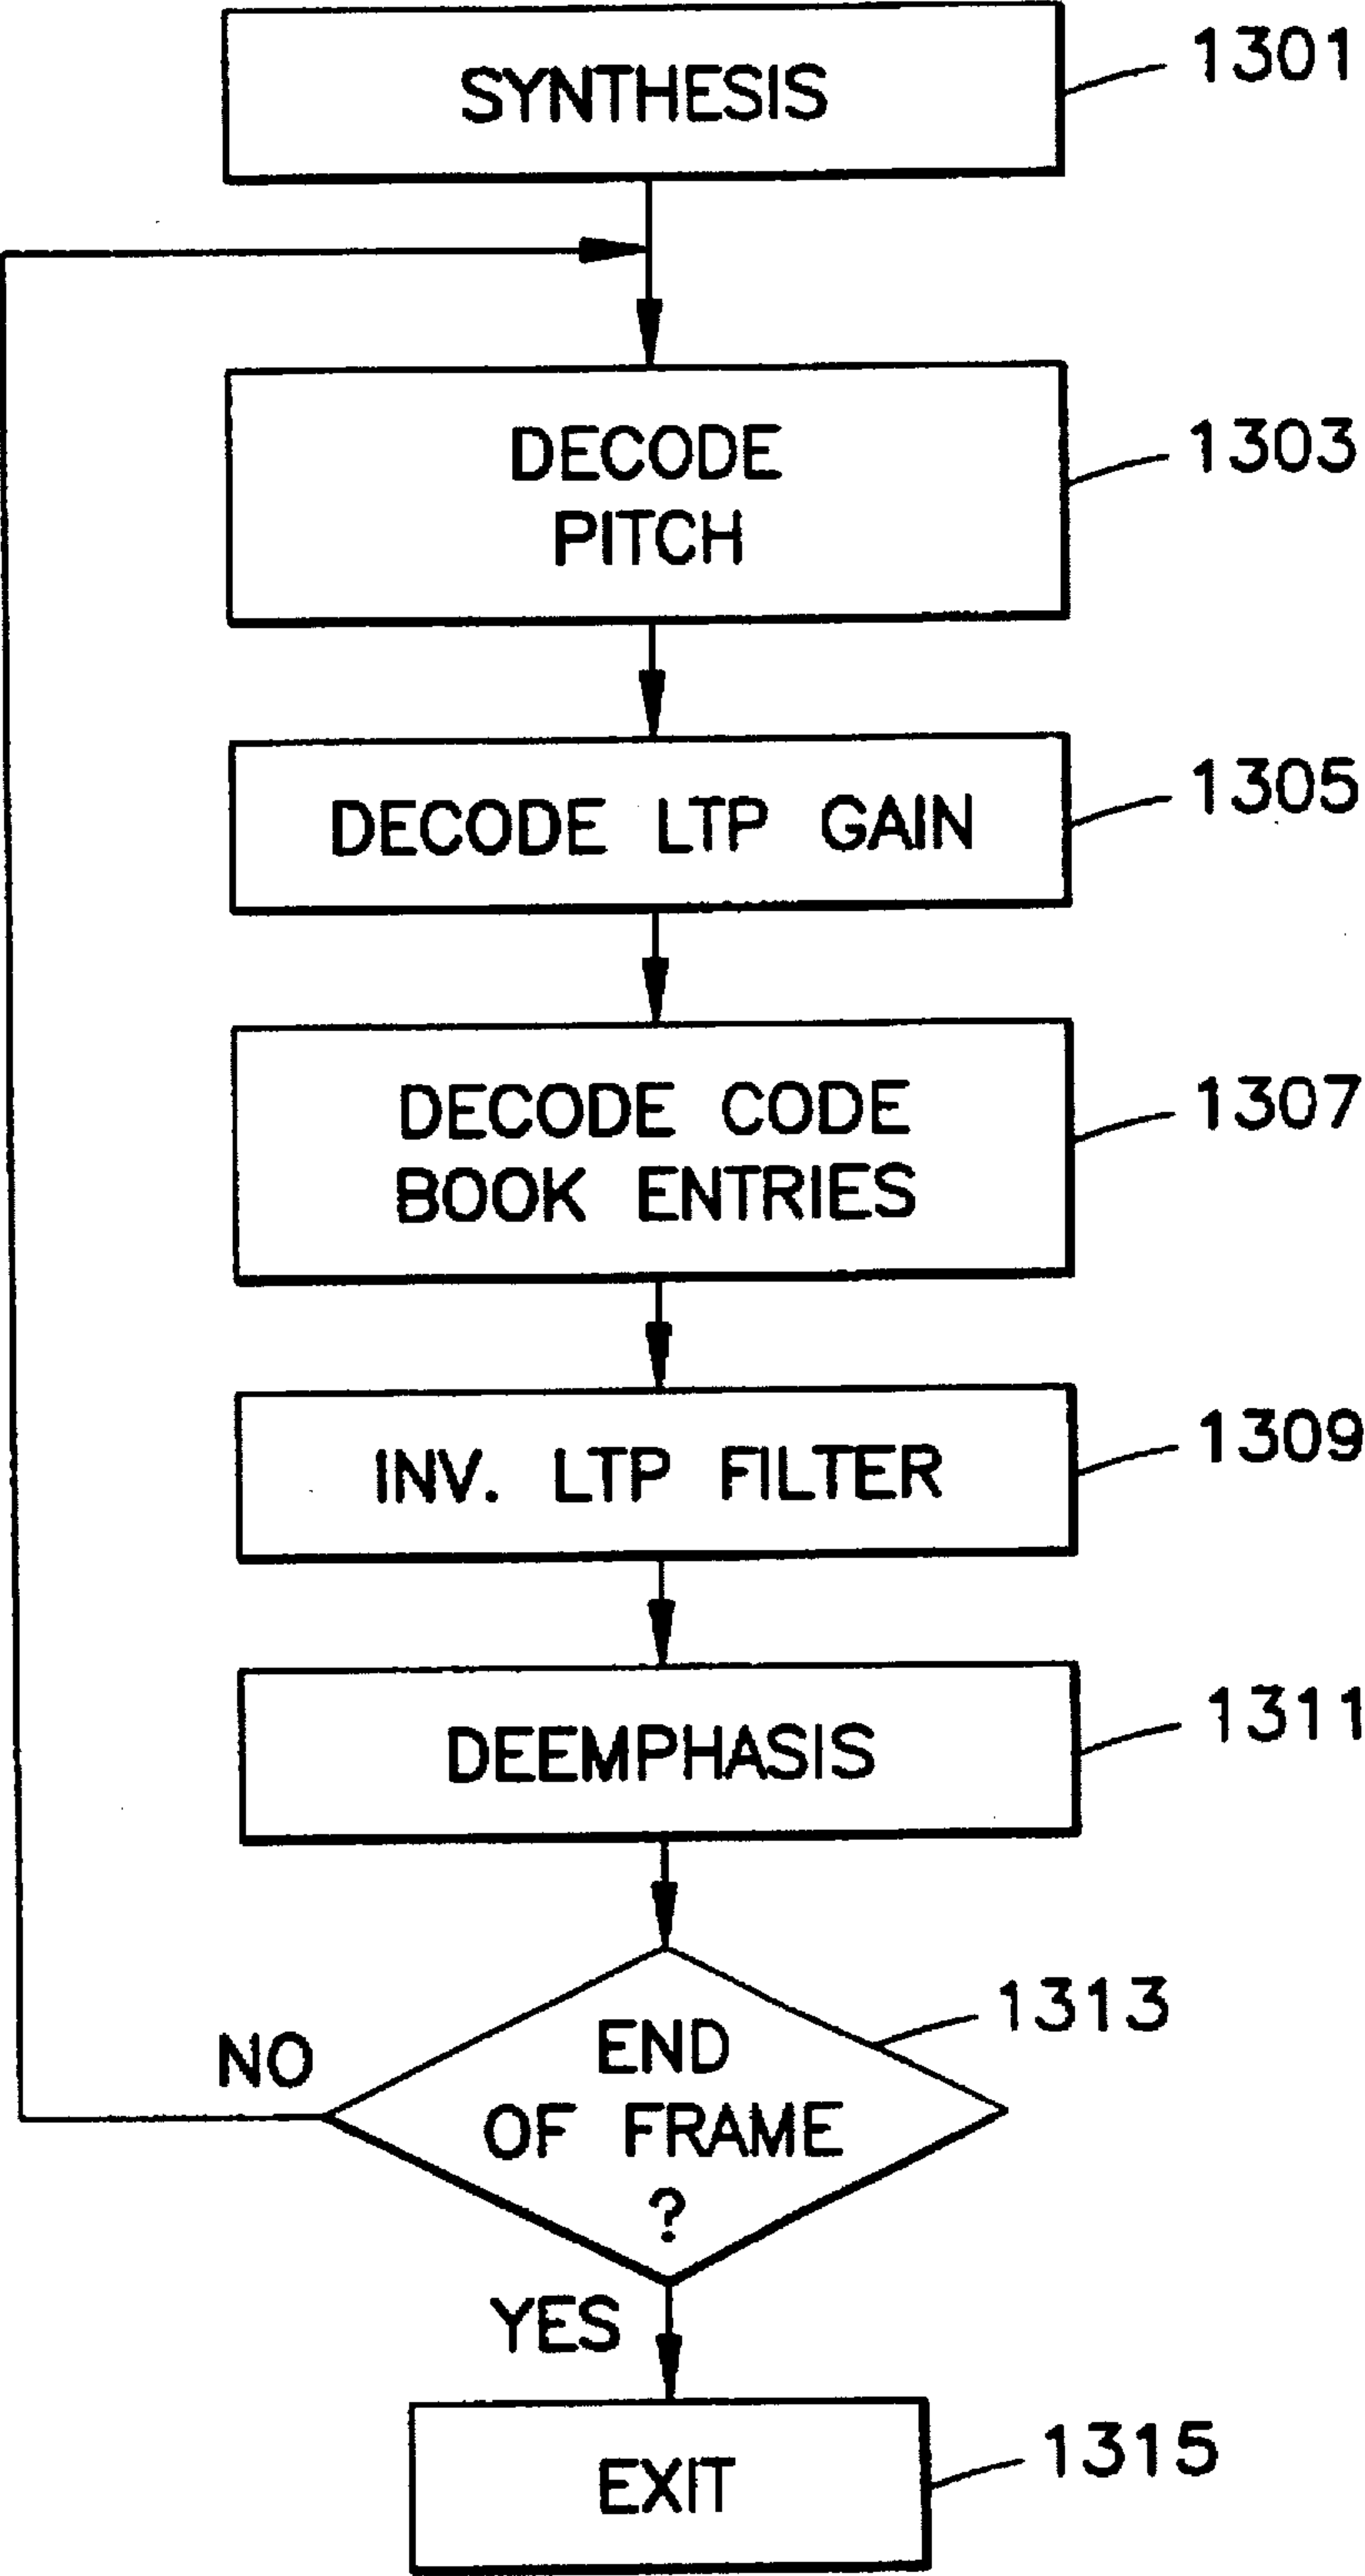 SYNTHESIS
1301
DECODE
PITCH
1303
DECODE LTP GAIN
1305
DECODE CODE
BOOK ENTRIES
1307
INV. LTP FILTER
1309
DEEMPHASIS
1311
END
OF FRAME
?
1313
NO
YES
EXIT
1315